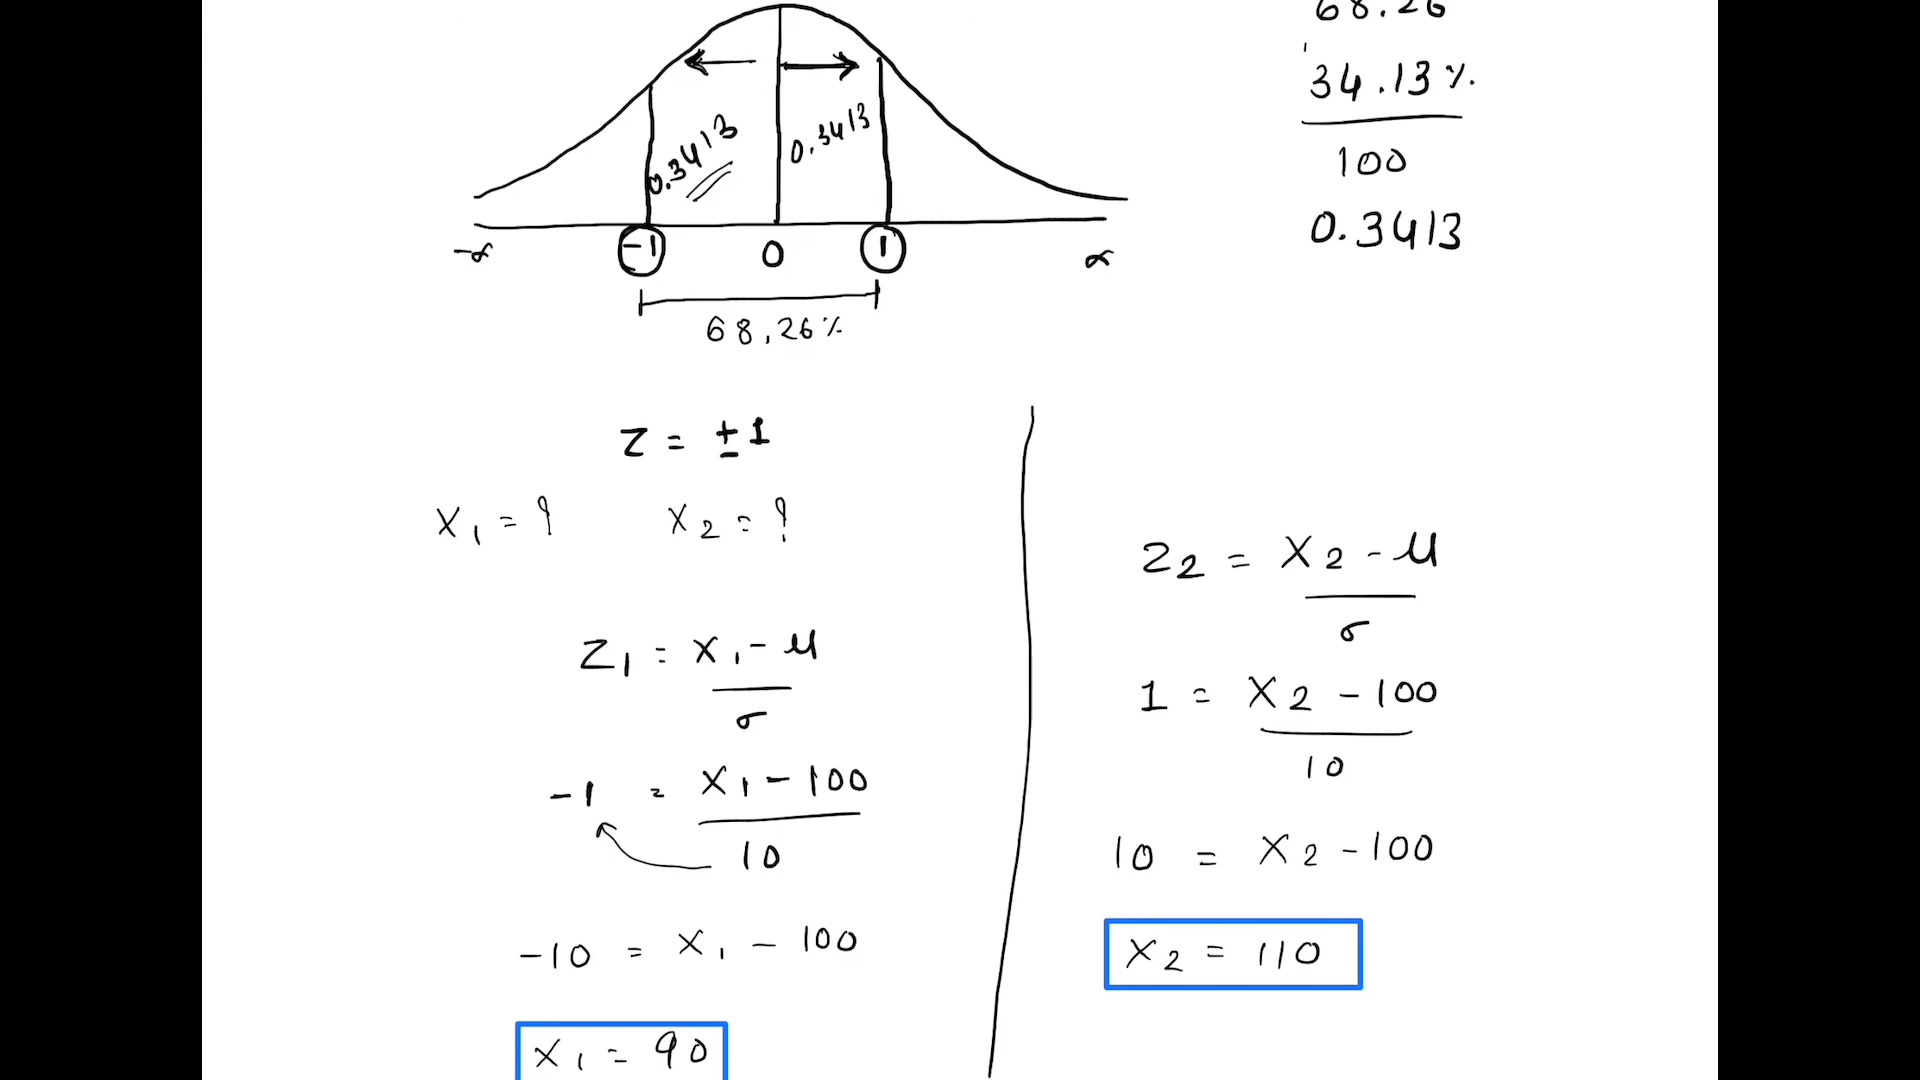 68.26
34.13%
100
0.3413
0.3413 0.3413
-∝ -1 0 1 ∝
68.26%
Z = ±1
X1 = ? X2 = ?
Z1 = X1 - μ
σ
-1 = X1 - 100
10
-10 = X1 - 100
X1 = 90
Z2 = X2 - μ
σ
1 = X2 - 100
10
10 = X2 - 100
X2 = 110